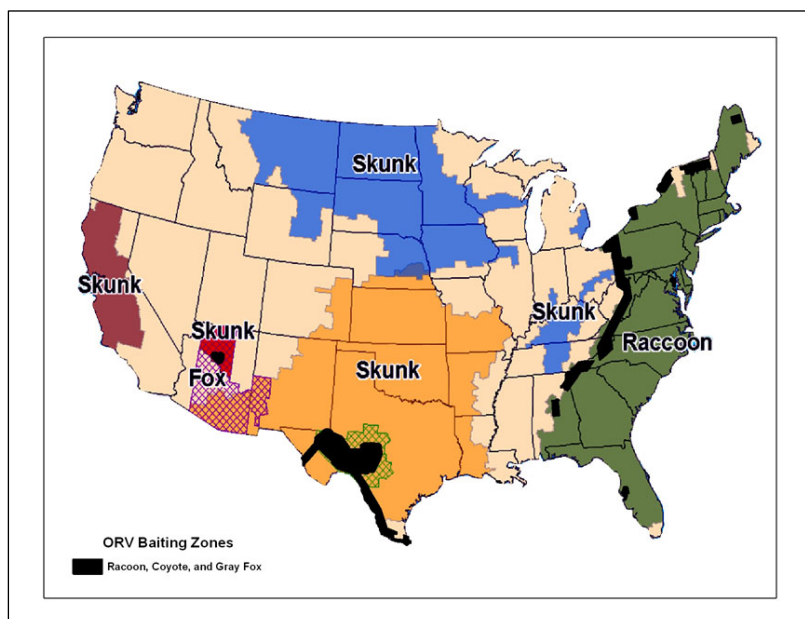 Skunk
Skunk
Skunk
Skunk
Raccoon
Fox
Skunk
ORV Baiting Zones
Racoon, Coyote, and Gray Fox